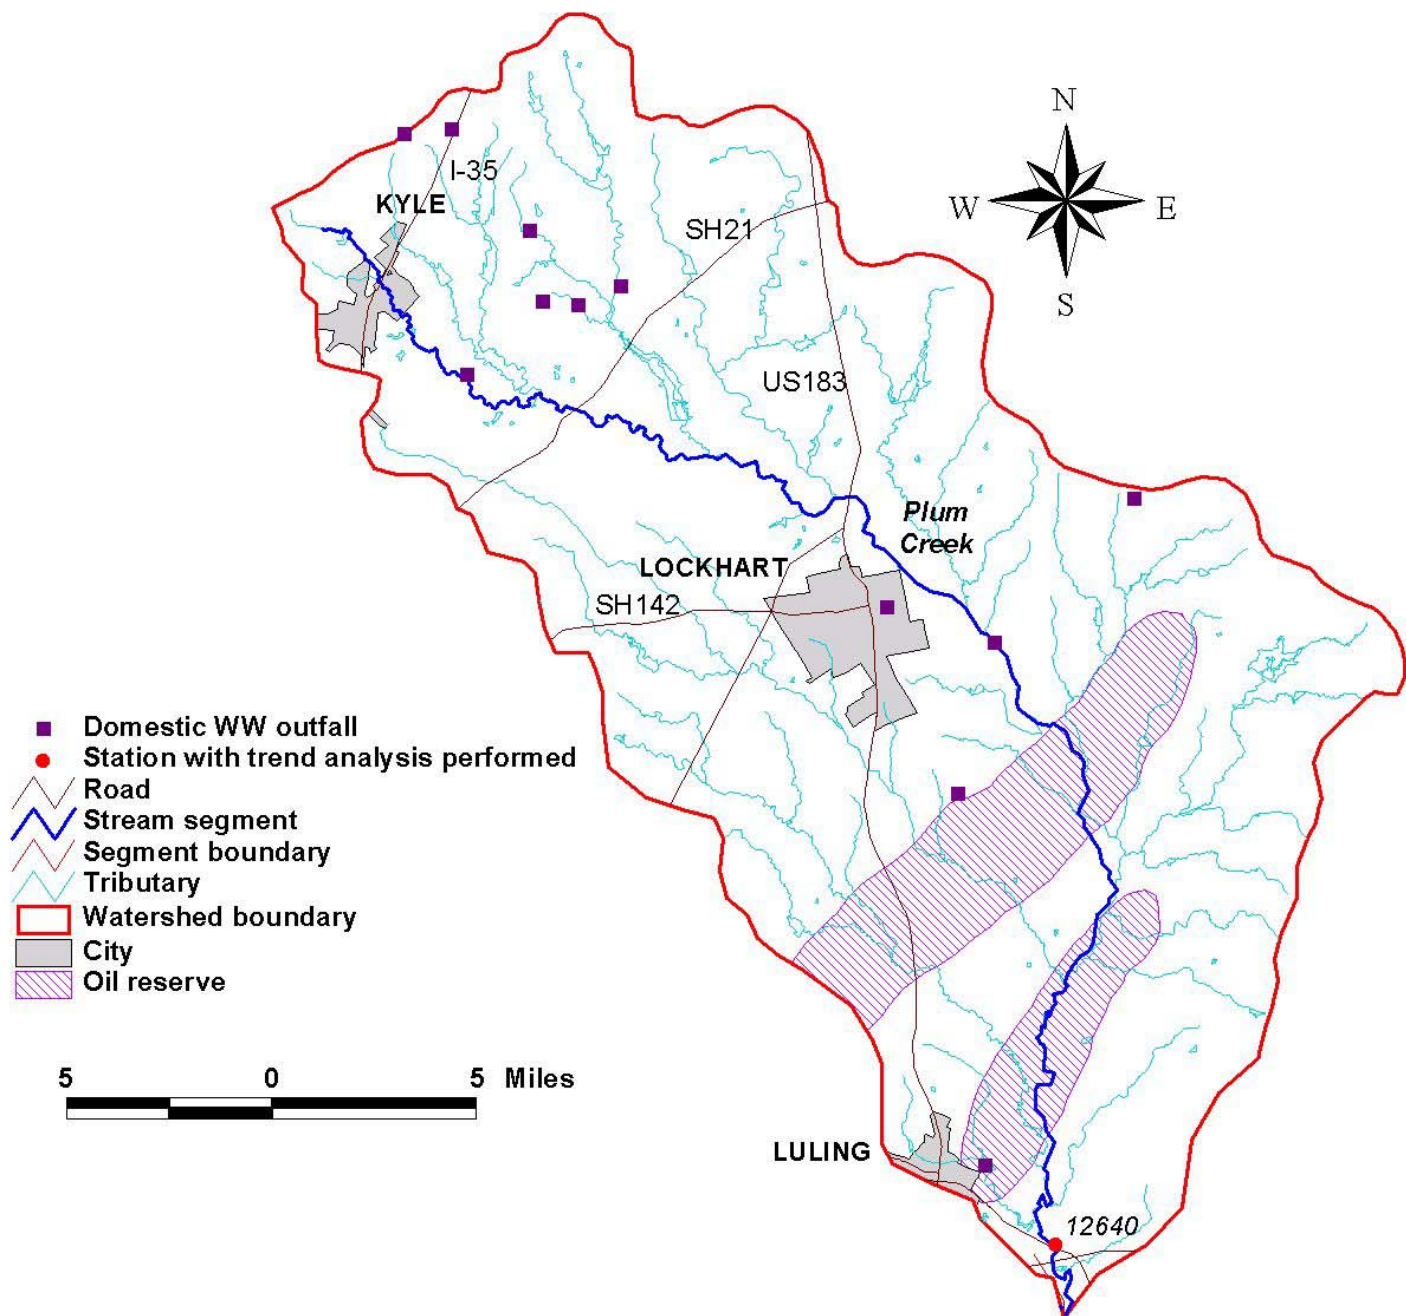 N
I-35
KYLE
W
E
SH21
S
US183
Plum
Creek
LOCKHART
SH142
Domestic WW outfall
Station with trend analysis performed
Road
Stream segment
Segment boundary
Tributary
Watershed boundary
City
Oil reserve
5 0 5 Miles
LULING
12640